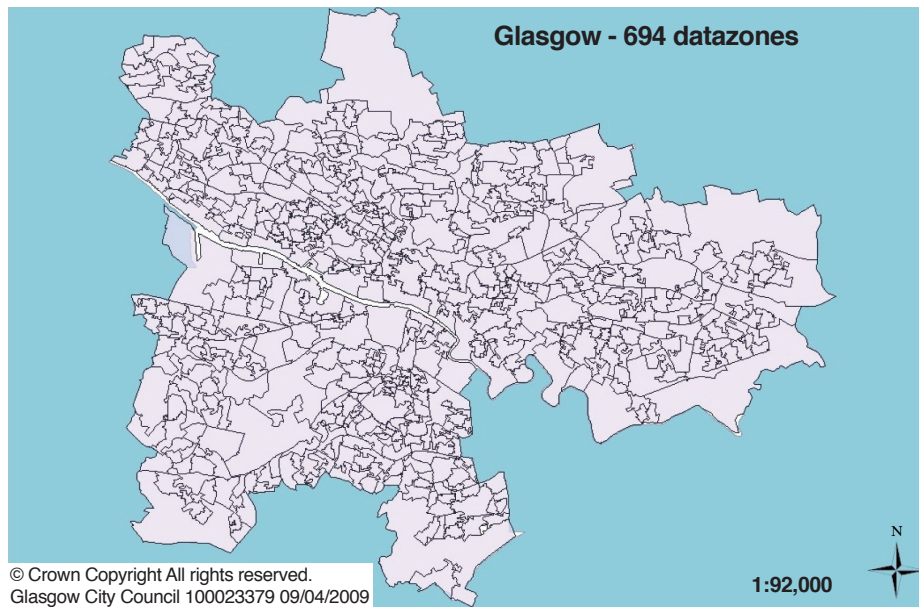 Glasgow - 694 datazones
N
1:92,000
© Crown Copyright All rights reserved.
Glasgow City Council 100023379 09/04/2009